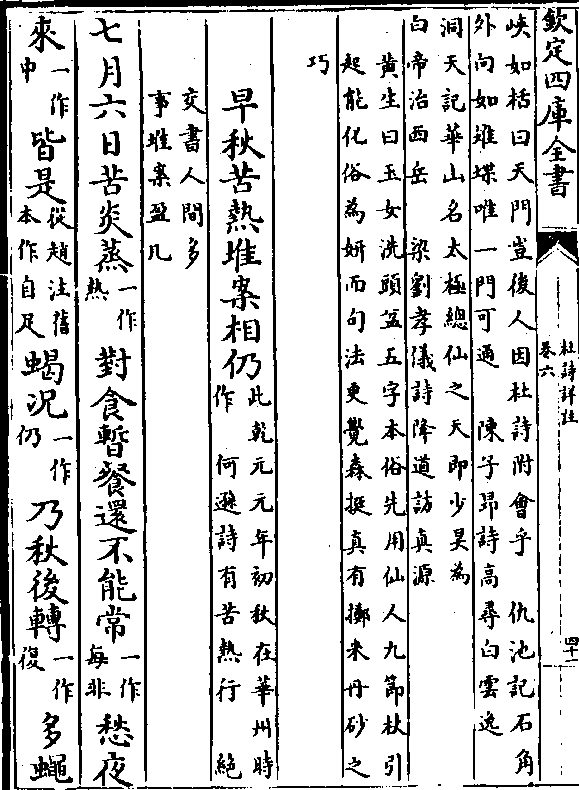 欽定四庫全書
杜詩詳註
卷六
四十一
峽如栝曰天門豈後人因杜詩附會乎 仇池記石角
外向如雉堞唯一門可通 陳子昻詩高尋白雲逸
洞天記華山名太極總仙之天即少昊為
白帝治西岳 梁劉孝儀詩降道訪真源
黄生曰玉女洗頭盆五字本俗先用仙人九節杖引
起能化俗為妍而句法更覺森挺真有擲米丹砂之
巧
早秋苦熱堆案相仍此乾元元年初秋在華州時作 何遜詩有苦熱行 絶
交書人間多事堆案盈几
七月六日苦炎蒸一作熱對食暫餐還不能常一作每非愁夜
來一作中皆是從趙注舊本作自足蝎况一作仍乃秋後轉一作復多蠅